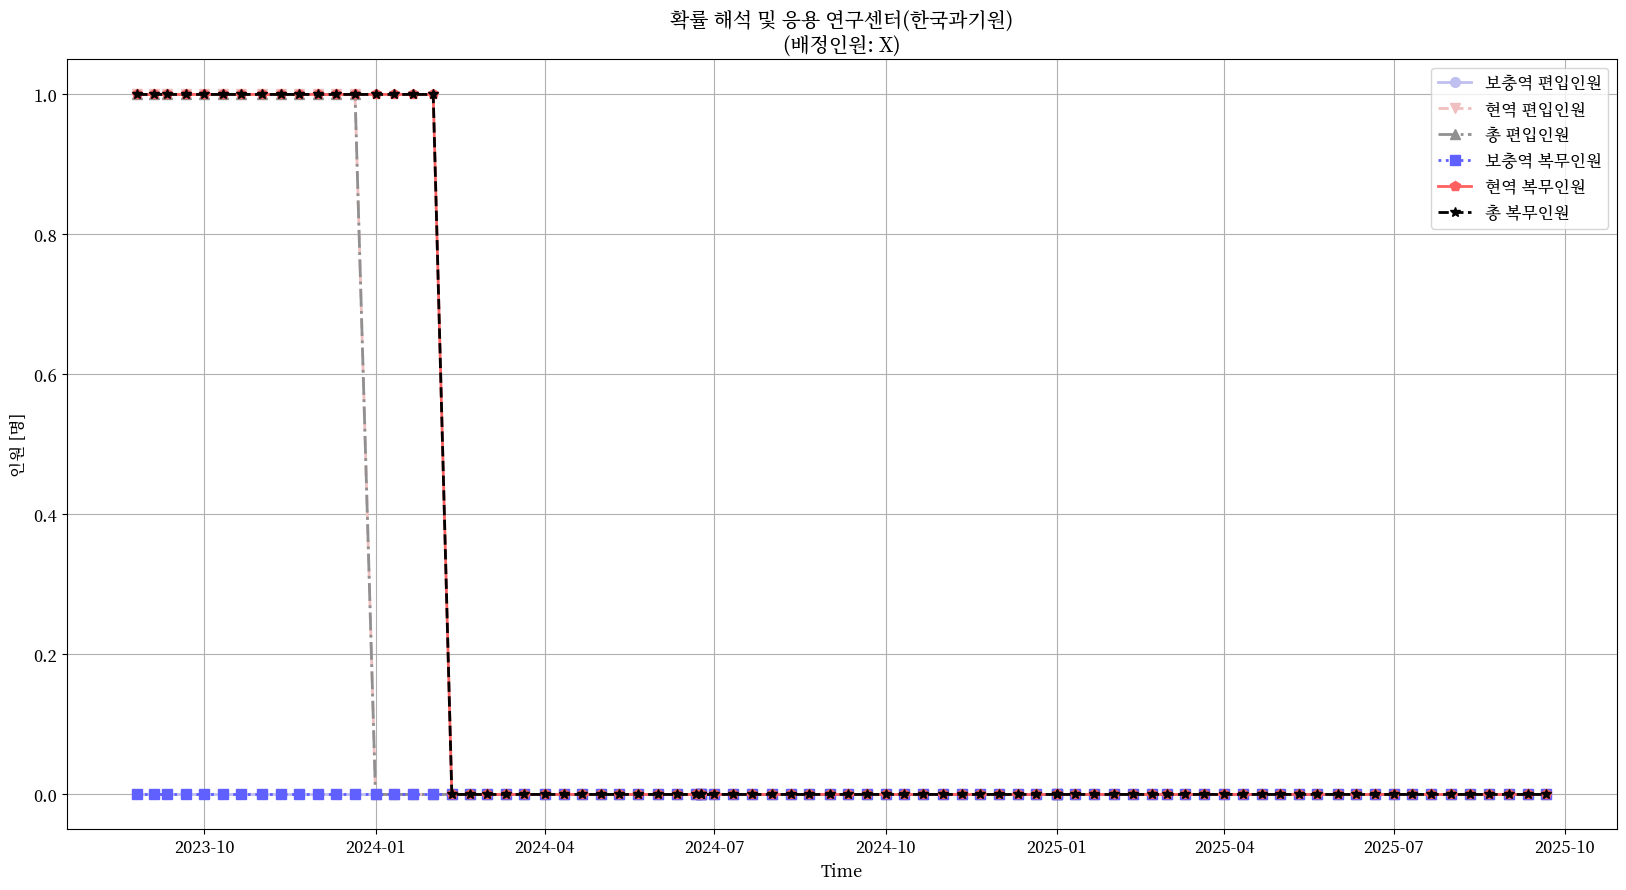 확률 해석 및 응용 연구센터(한국과기원)
(배정인원: X)
보충역 편입인원
현역 편입인원
총 편입인원
보충역 복무인원
현역 복무인원
총 복무인원
1.0
0.8
0.6
0.4
0.2
0.0
인원 [명]
2023-10
2024-01
2024-04
2024-07
2024-10
2025-01
2025-04
2025-07
2025-10
Time